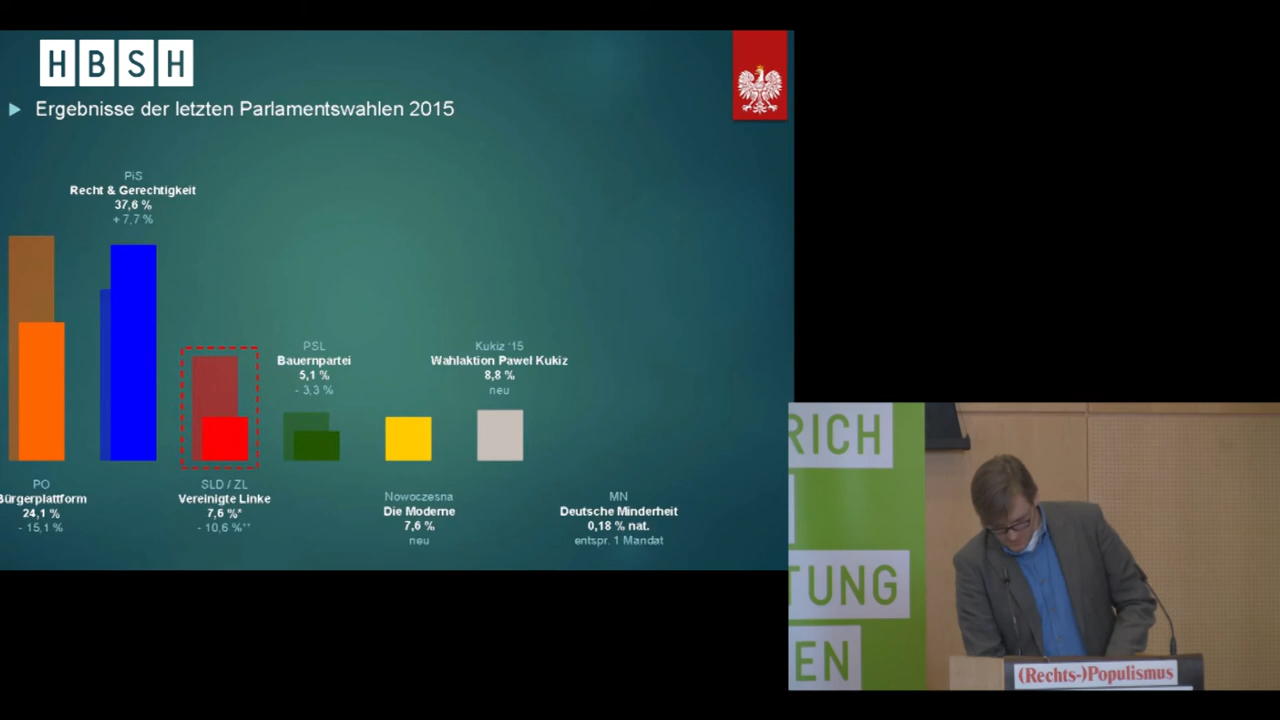 HBSH
Ergebnisse der letzten Parlamentswahlen 2015
PiS
Recht & Gerechtigkeit
37,6 %
+ 7,7 %
PSL
Bauernpartei
5,1 %
- 3,3 %
Kukiz ‘15
Wahlaktion Pawel Kukiz
8,8 %
neu
PO
Bürgerplattform
24,1 %
- 15,1 %
SLD / ZL
Vereinigte Linke
7,6 %*
- 10,6 %**
Nowoczesna
Die Moderne
7,6 %
neu
MN
Deutsche Minderheit
0,18 % nat.
entspr. 1 Mandat
RICH
TUNG
EN
(Rechts-)Populismus